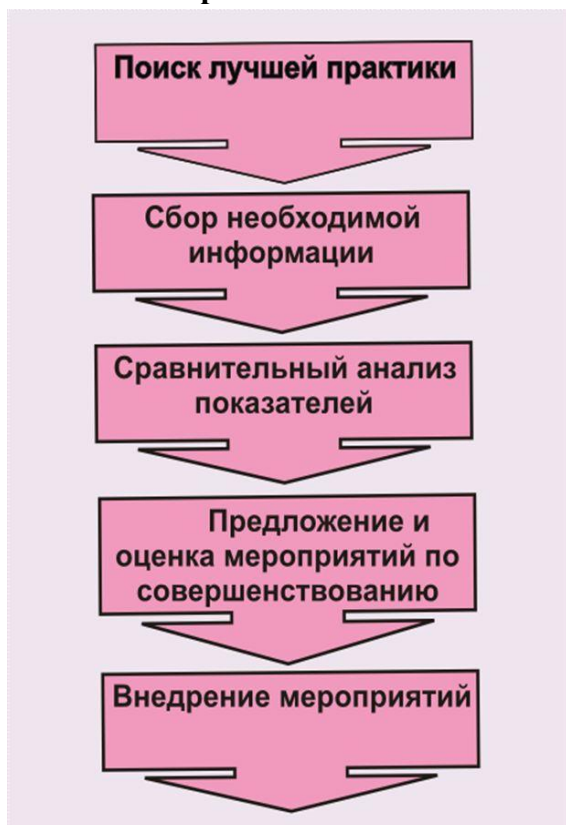 Поиск лучшей практики
Сбор необходимой
информации
Сравнительный анализ
показателей
Предложение и
оценка мероприятий по
совершенствованию
Внедрение мероприятий